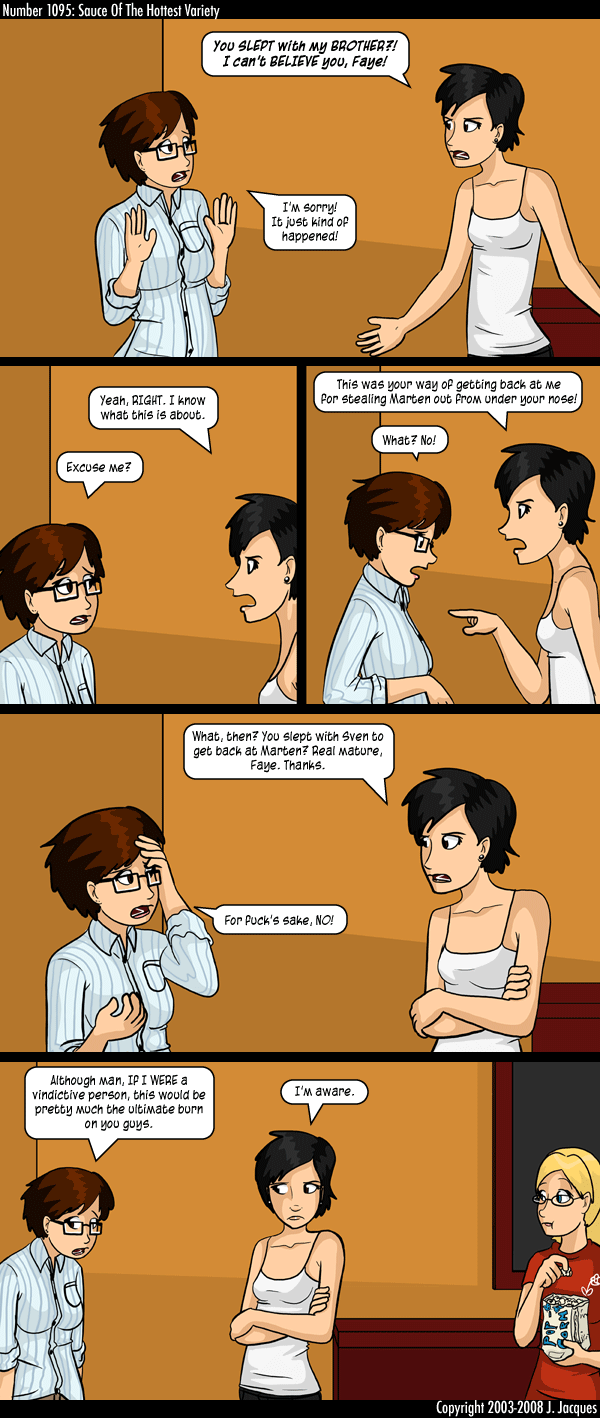 Number 1095: Sauce Of The Hottest Variety
You SLEPT with my BROTHER?!
I can't BELIEVE you, Faye!
I'm sorry!
It just kind of
happened!
Yeah, RIGHT. I know
what this is about.
Excuse me?
This was your way of getting back at me
for stealing Marten out from under your nose!
What? No!
What, then? You slept with Sven to
get back at Marten? Real mature,
Faye. Thanks.
For fuck's sake, NO!
Although man, IF I WERE a
vindictive person, this would be
pretty much the ultimate burn
on you guys.
I'm aware.
POP-
CORN
Copyright 2003-2008 J. Jacques